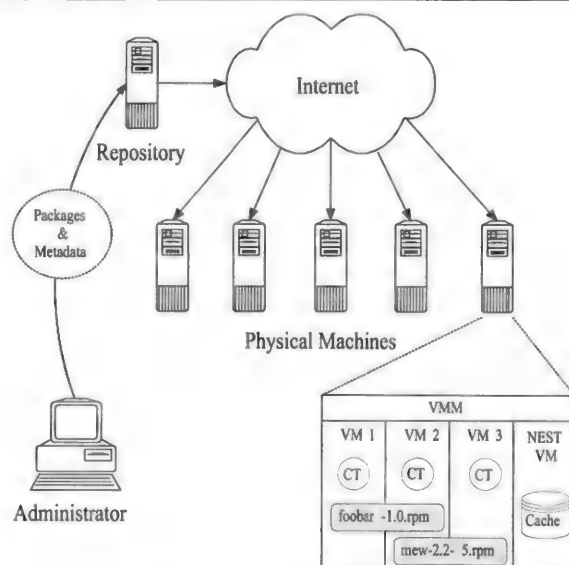 Internet
Repository
Packages
&
Metadata
Physical Machines
Administrator
VMM
VM 1
VM 2
VM 3
NEST
VM
CT
CT
CT
Cache
foobar -1.0.rpm
mew-2.2- 5.rpm